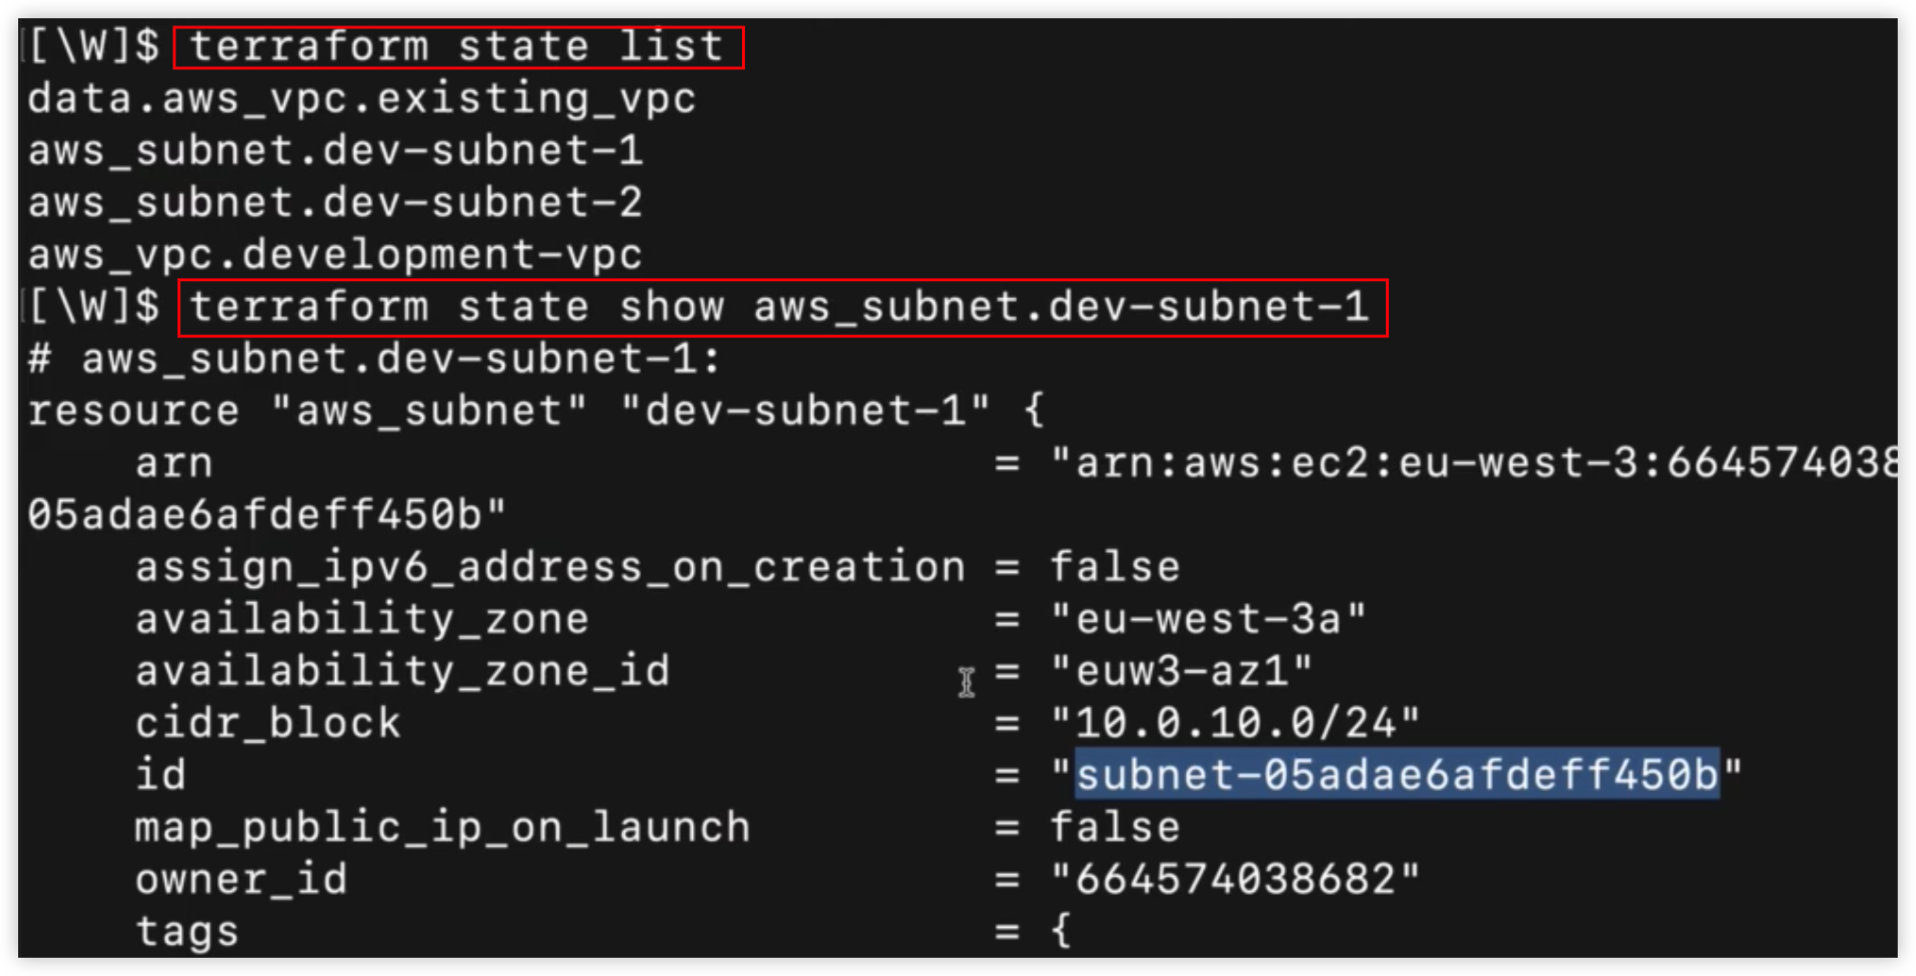 [\W]$ terraform state list
data.aws_vpc.existing_vpc
aws_subnet.dev-subnet-1
aws_subnet.dev-subnet-2
aws_vpc.development-vpc
[\W]$ terraform state show aws_subnet.dev-subnet-1
# aws_subnet.dev-subnet-1:
resource "aws_subnet" "dev-subnet-1" {
    arn                             = "arn:aws:ec2:eu-west-3:664574038
05adae6afdeff450b"
    assign_ipv6_address_on_creation = false
    availability_zone               = "eu-west-3a"
    availability_zone_id            = "euw3-az1"
    cidr_block                      = "10.0.10.0/24"
    id                              = "subnet-05adae6afdeff450b"
    map_public_ip_on_launch         = false
    owner_id                        = "664574038682"
    tags                            = {